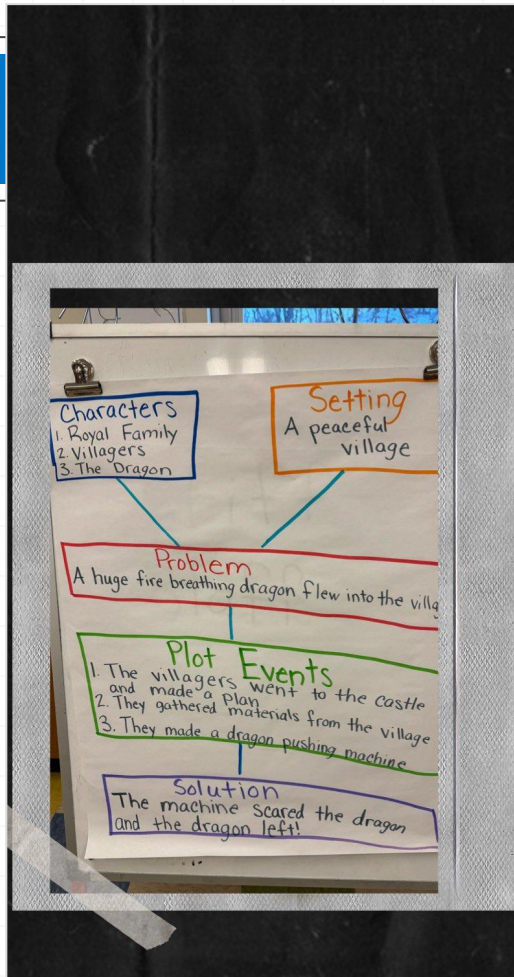 Characters
1. Royal Family
2. Villagers
3. The Dragon
Setting
A peaceful
village
Problem
A huge fire breathing dragon flew into the
Plot Events
1. The villagers went to the castle
and made a plan
2. They gathered materials from the village
3. They made a dragon pushing machine
Solution
The machine scared the dragon
and the dragon left!